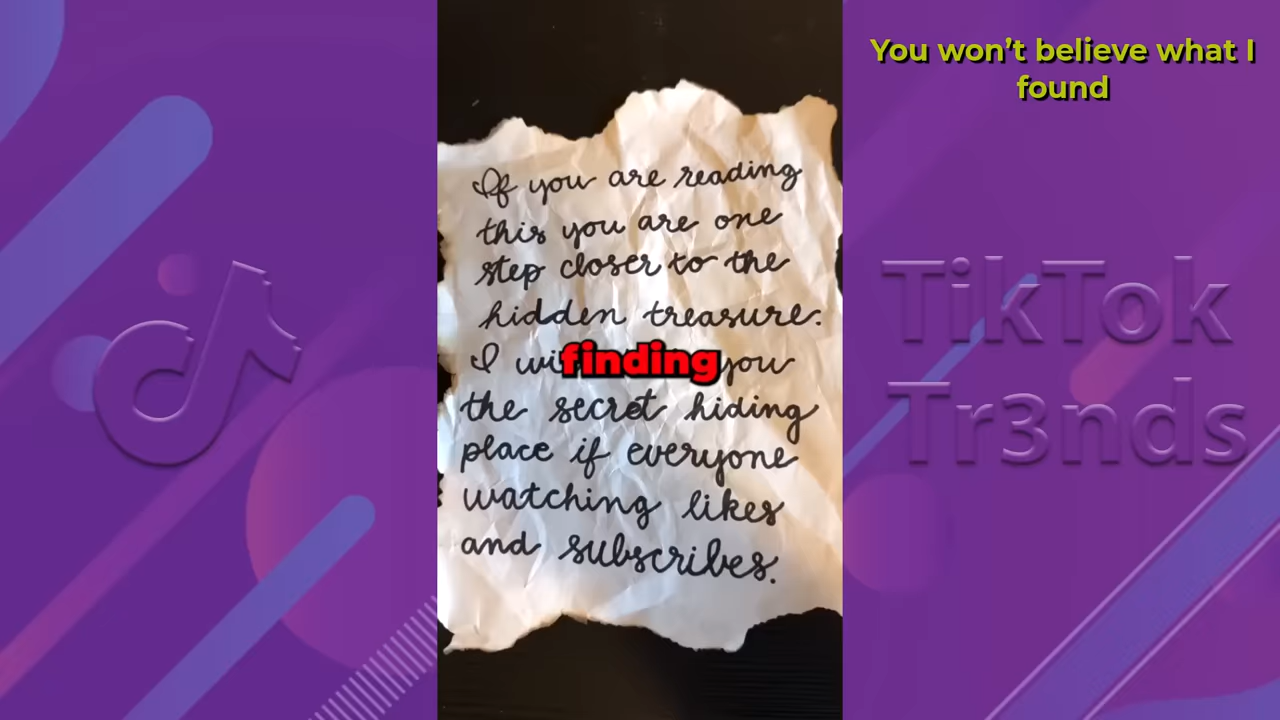 You won't believe what I
found
If you are reading
this you are one
step closer to the
hidden treasure.
I finding you
the secret hiding
place if everyone
watching likes
and subscribes.
TikTok
Tr3nds